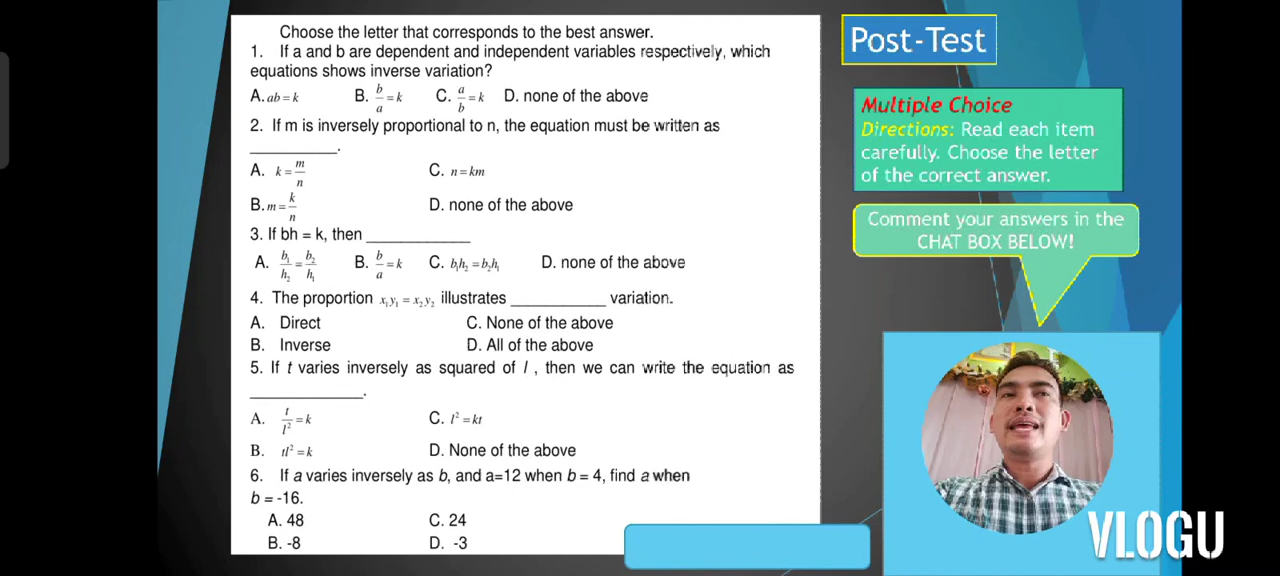 Choose the letter that corresponds to the best answer.
1. If a and b are dependent and independent variables respectively, which
equations shows inverse variation?
A. ab = k B. b/a = k C. a/b = k D. none of the above
2. If m is inversely proportional to n, the equation must be written as
____________.
A. k = m/n C. n = km
B. m = k/n D. none of the above
3. If bh = k, then ____________
A. b₁/h₂ = b₂/h₁ B. b/a = k C. b₁h₂ = b₂h₁ D. none of the above
4. The proportion x₁y₁ = x₂y₂ illustrates ___________ variation.
A. Direct C. None of the above
B. Inverse D. All of the above
5. If t varies inversely as squared of l , then we can write the equation as
_____________.
A. t/l² = k C. l² = kt
B. tl² = k D. None of the above
6. If a varies inversely as b, and a=12 when b = 4, find a when
b = -16.
A. 48 C. 24
B. -8 D. -3
Post-Test
Multiple Choice
Directions: Read each item
carefully. Choose the letter
of the correct answer.
Comment your answers in the
CHAT BOX BELOW!
VLOGU